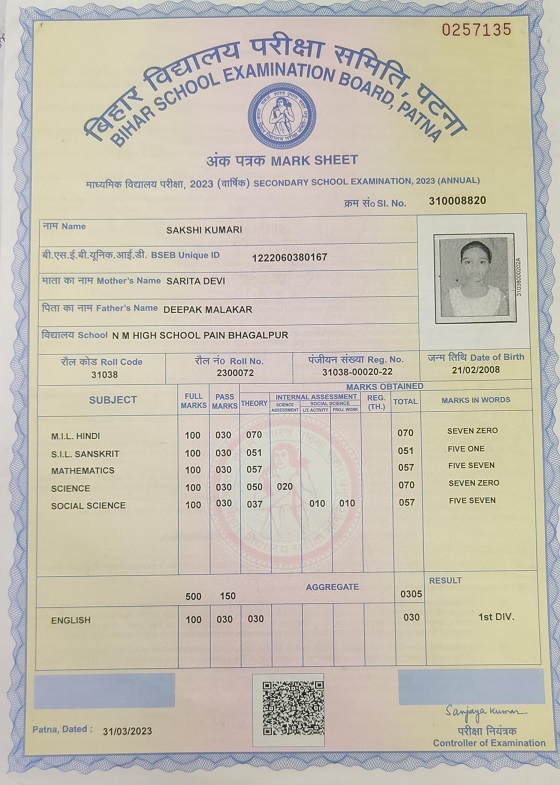 0257135
बिहार विद्यालय परीक्षा समिति, पटना
BIHAR SCHOOL EXAMINATION BOARD, PATNA
अंक पत्रक MARK SHEET
माध्यमिक विद्यालय परीक्षा, 2023 (वार्षिक) SECONDARY SCHOOL EXAMINATION, 2023 (ANNUAL)
क्रम सं० Sl. No. 310008820
नाम Name SAKSHI KUMARI
बी.एस.ई.बी.यूनिक.आई.डी. BSEB Unique ID 1222060380167
माता का नाम Mother's Name SARITA DEVI
पिता का नाम Father's Name DEEPAK MALAKAR
विद्यालय School N M HIGH SCHOOL PAIN BHAGALPUR
रौल कोड Roll Code रौल नं० Roll No. पंजीयन संख्या Reg. No. जन्म तिथि Date of Birth
31038 2300072 31038-00020-22 21/02/2008
MARKS OBTAINED
SUBJECT FULL MARKS PASS MARKS THEORY INTERNAL ASSESSMENT REG. (TH.) TOTAL MARKS IN WORDS
SCIENCE ASSESSMENT SOCIAL SCIENCE
LIT. ACTIVITY PROJ. WORK
M.I.L. HINDI 100 030 070 070 SEVEN ZERO
S.I.L. SANSKRIT 100 030 051 051 FIVE ONE
MATHEMATICS 100 030 057 057 FIVE SEVEN
SCIENCE 100 030 050 020 070 SEVEN ZERO
SOCIAL SCIENCE 100 030 037 010 010 057 FIVE SEVEN
500 150 AGGREGATE 0305 RESULT
ENGLISH 100 030 030 030 1st DIV.
Patna, Dated : 31/03/2023
Sanjaya Kumar
परीक्षा नियंत्रक
Controller of Examination